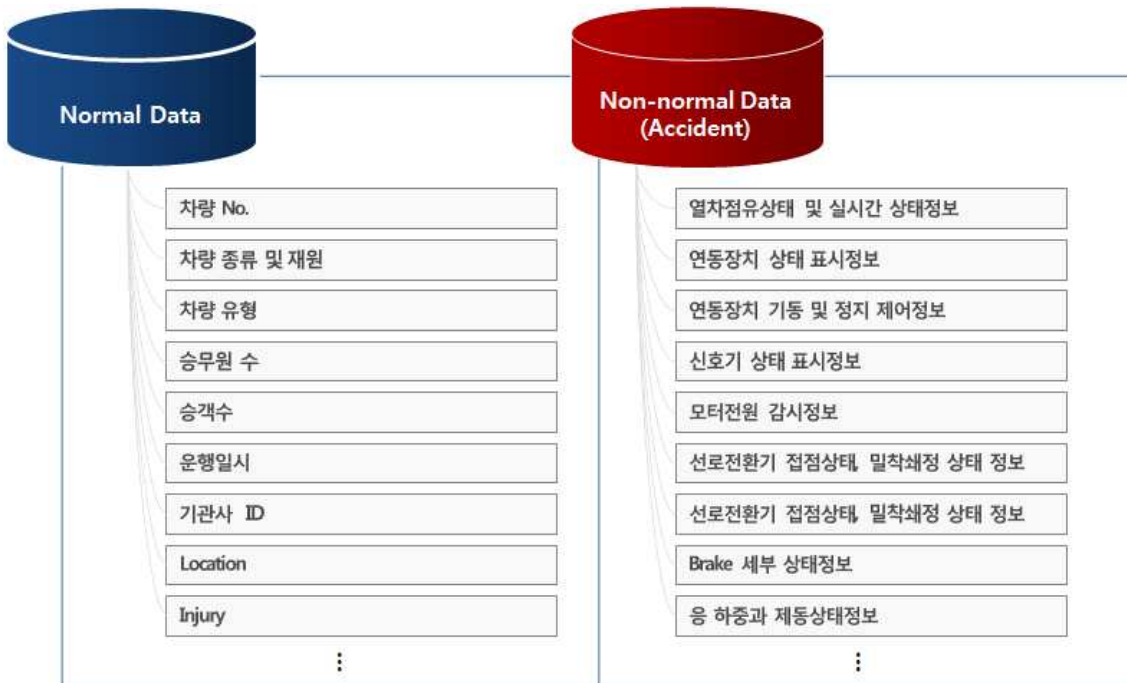 Normal Data
차량 No.
차량 종류 및 재원
차량 유형
승무원 수
승객수
운행일시
기관사 ID
Location
Injury
⋮
Non-normal Data
(Accident)
열차점유상태 및 실시간 상태정보
연동장치 상태 표시정보
연동장치 기동 및 정지 제어정보
신호기 상태 표시정보
모터전원 감시정보
선로전환기 접점상태, 밀착쇄정 상태 정보
선로전환기 접점상태, 밀착쇄정 상태 정보
Brake 세부 상태정보
응 하중과 제동상태정보
⋮